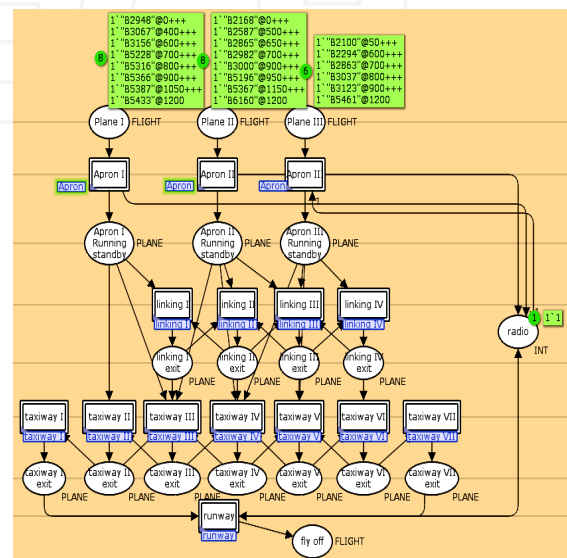 1`"B2948"@0+++
1`"B3067"@400+++
1`"B3156"@600+++
1`"B5228"@700+++
1`"B5316"@800+++
1`"B5366"@900+++
1`"B5387"@1050+++
1`"B5433"@1200
8
1`"B2168"@0+++
1`"B2587"@500+++
1`"B2865"@650+++
1`"B2982"@700+++
1`"B3000"@900+++
1`"B5196"@950+++
1`"B5367"@1150+++
1`"B6160"@1200
8
1`"B2100"@50+++
1`"B2294"@600+++
1`"B2863"@700+++
1`"B3037"@800+++
1`"B3123"@900+++
1`"B5461"@1200
6
Plane I
FLIGHT
Plane II
FLIGHT
Plane III
FLIGHT
Apron I
Apron
Apron II
Apron
Apron III
Apron
1
Apron I
Running
standby
PLANE
Apron II
Running
standby
PLANE
Apron III
Running
standby
PLANE
linking I
linking I
linking II
linking II
linking III
linking III
linking IV
linking IV
radio
1
1`1
INT
linking I
exit
PLANE
linking II
exit
PLANE
linking III
exit
PLANE
linking IV
exit
PLANE
taxiway I
taxiway I
taxiway II
taxiway II
taxiway III
taxiway III
taxiway IV
taxiway IV
taxiway V
taxiway V
taxiway VI
taxiway VI
taxiway VII
taxiway VII
taxiway I
exit
PLANE
taxiway II
exit
PLANE
taxiway III
exit
PLANE
taxiway IV
exit
PLANE
taxiway V
exit
PLANE
taxiway VI
exit
PLANE
taxiway VII
exit
PLANE
runway
runway
fly off
FLIGHT